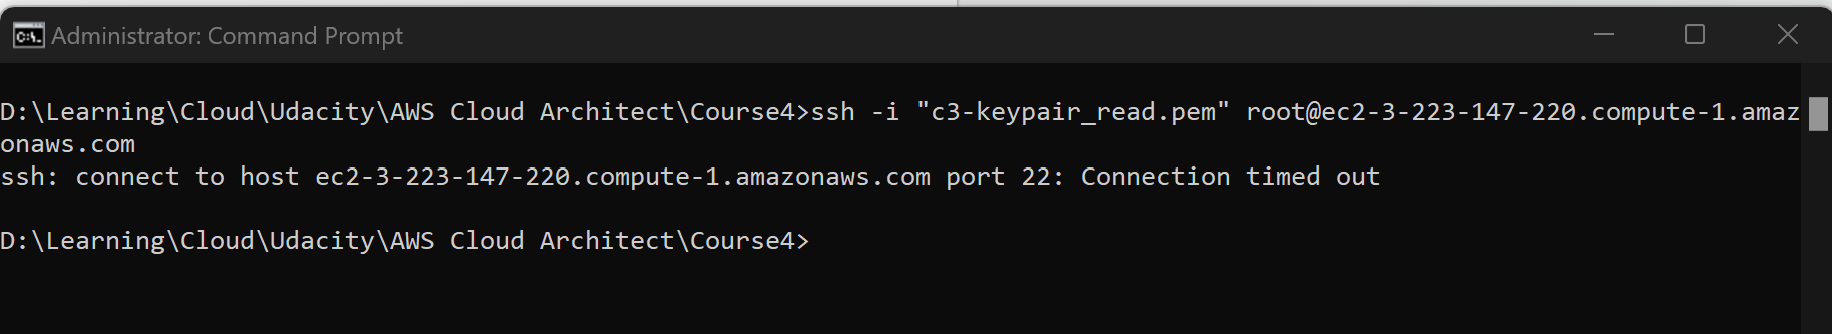 Administrator: Command Prompt
D:\Learning\Cloud\Udacity\AWS Cloud Architect\Course4>ssh -i "c3-keypair_read.pem" root@ec2-3-223-147-220.compute-1.amaz
onaws.com
ssh: connect to host ec2-3-223-147-220.compute-1.amazonaws.com port 22: Connection timed out
D:\Learning\Cloud\Udacity\AWS Cloud Architect\Course4>